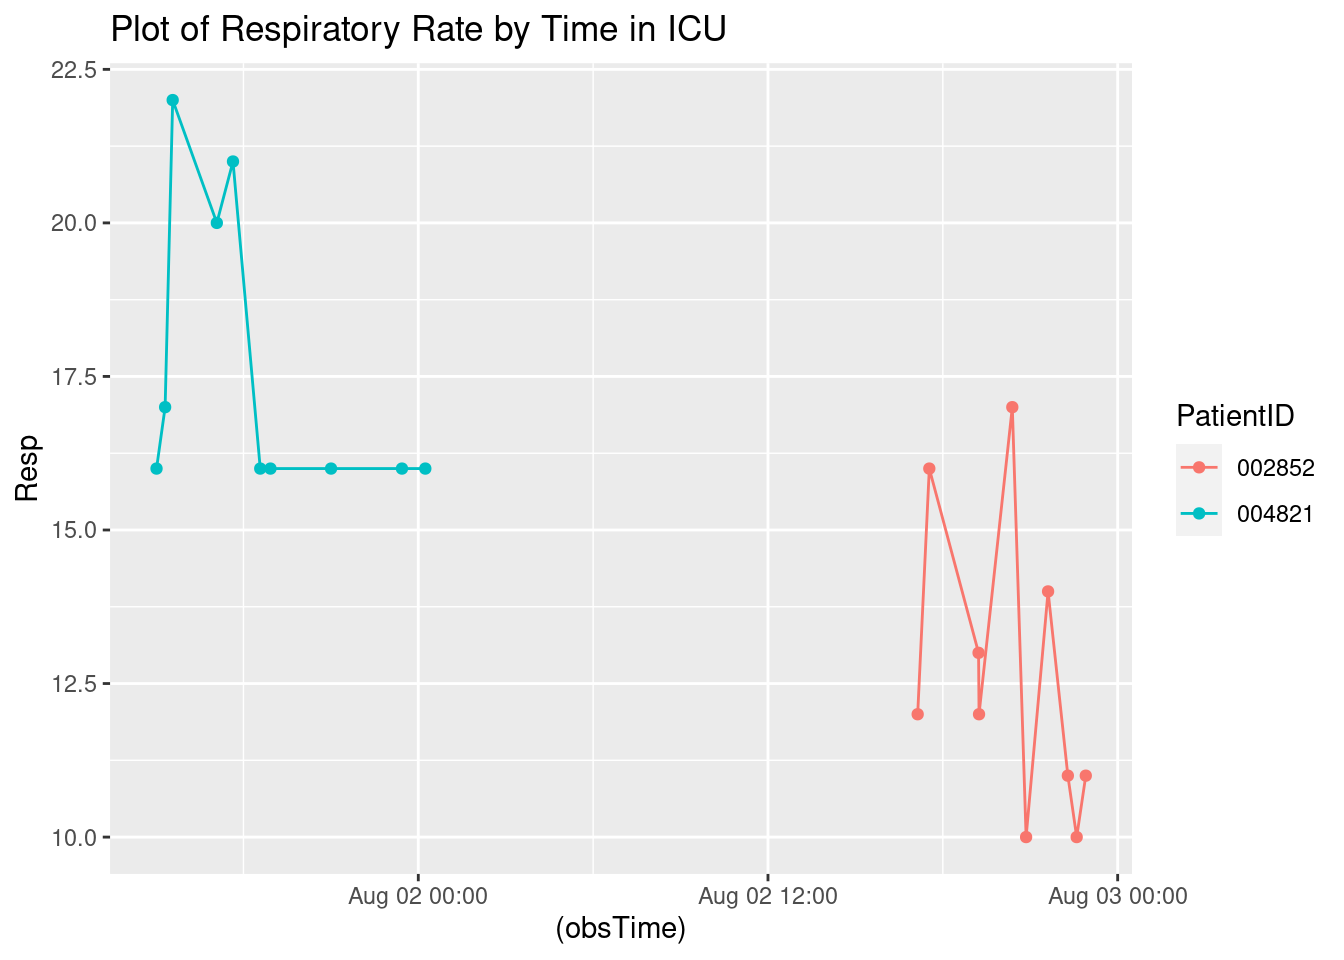 Plot of Respiratory Rate by Time in ICU
22.5
20.0
17.5
15.0
12.5
10.0
Resp
Aug 02 00:00
Aug 02 12:00
Aug 03 00:00
(obsTime)
PatientID
002852
004821